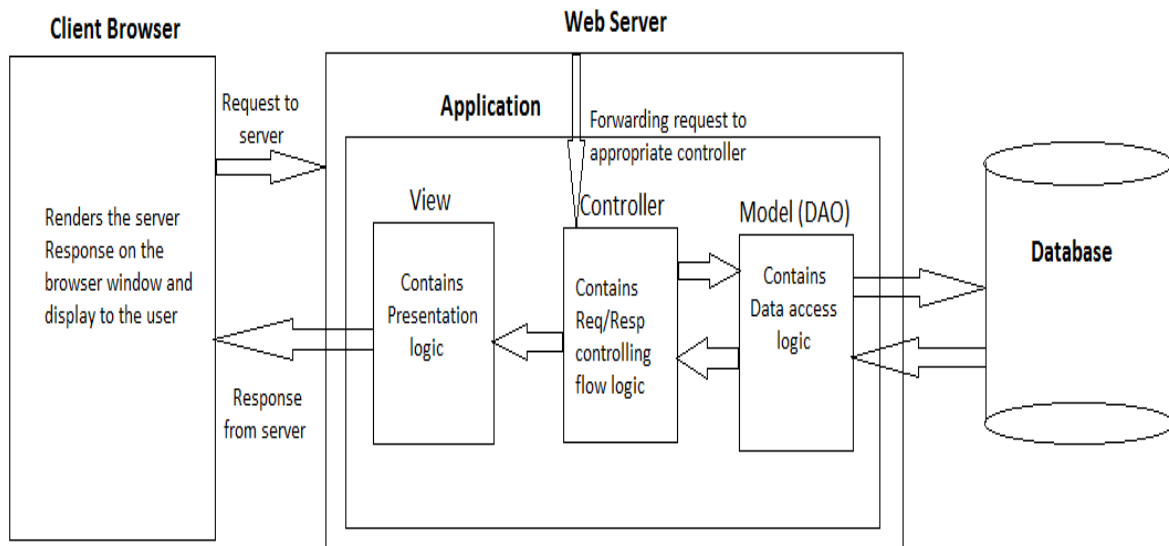 Client Browser
Web Server
Request to
server
Application
Forwarding request to
appropriate controller
View
Controller
Model (DAO)
Renders the server
Response on the
browser window and
display to the user
Contains
Presentation
logic
Contains
Req/Resp
controlling
flow logic
Contains
Data access
logic
Database
Response
from server